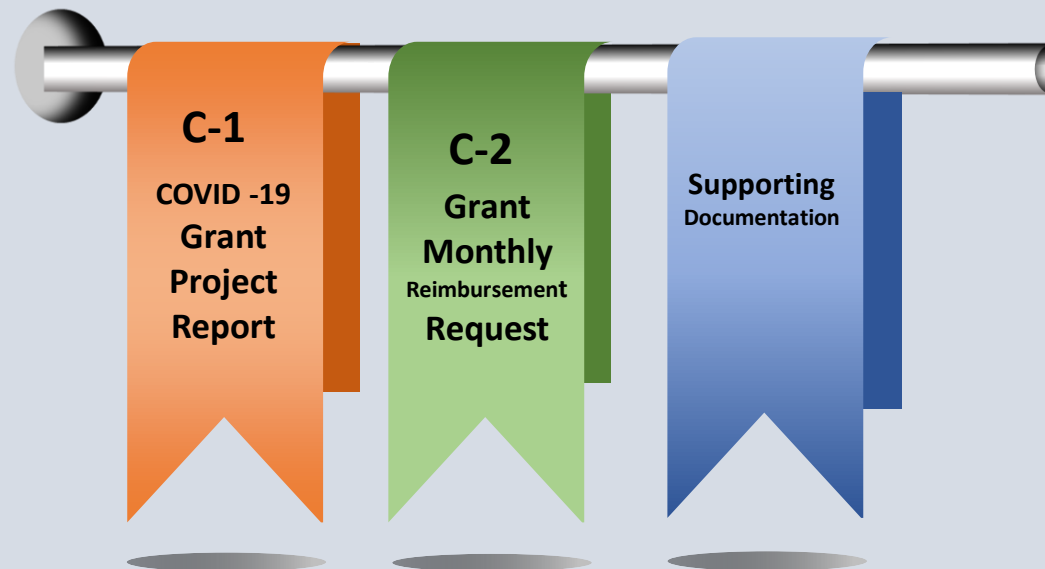 C-1
COVID -19
Grant
Project
Report
C-2
Grant
Monthly
Reimbursement
Request
Supporting
Documentation